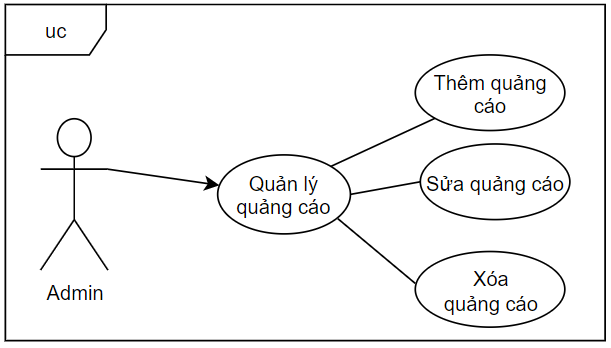 uc
Thêm quảng
cáo
Quản lý
quảng cáo
Sửa quảng cáo
Admin
Xóa
quảng cáo